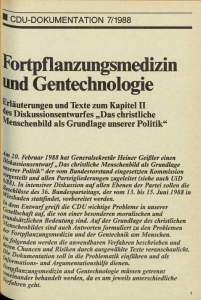 CDU-DOKUMENTATION 7/1988
Fortpflanzungsmedizin
und Gentechnologie
Erläuterungen und Texte zum Kapitel II
des Diskussionsentwurfes „Das christliche
Menschenbild als Grundlage unserer Politik“
Am 20. Februar 1988 hat Generalsekretär Heiner Geißler einen
Diskussionsentwurf „Das christliche Menschenbild als Grundlage
unserer Politik“ der vom Bundesvorstand eingesetzten Kommission
vorgestellt und allen Parteigliederungen zugeleitet (siehe auch UiD
8/88). In intensiver Diskussion auf allen Ebenen der Partei sollen die
Beschlüsse des 36. Bundesparteitags, der vom 13. bis 15. Juni 1988 in
Wiesbaden stattfindet, vorbereitet werden.
In dem Entwurf greift die CDU wichtige Probleme in unserer
Gesellschaft auf, die von einer besonderen moralischen und
grundsätzlichen Bedeutung sind. Auf der Grundlage des christlichen
Menschenbildes sind auch Antworten formuliert zu den Problemen
der Fortpflanzungsmedizin und der Gentechnik am Menschen.
Im folgenden werden die anzuwendenden Verfahren beschrieben und
ihre Chancen und Risiken durch ausgewählte Texte veranschaulicht.
Die Dokumentation soll in die Problematik einführen und als
Informations- und Argumentationshilfe dienen.
Fortpflanzungsmedizin und Gentechnologie müssen getrennt
voneinander behandelt werden, da es um jeweils unterschiedliche
Verfahren geht.